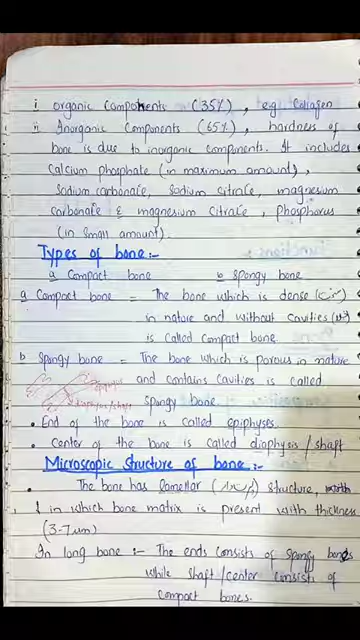 i organic components (35%), e.g Collagen
ii Inorganic Components (65%), hardness of
bone is due to inorganic components. It includes
Calcium phosphate (in maximum amount),
Sodium carbonate, Sodium citrate, magnesium
Carbonate & magnesium Citrate, phosphorus
(in small amount).
Types of bone:-
a Compact bone b Spongy bone
a Compact bone = The bone which is dense
in nature and without cavities
is called compact bone.
b Spongy bone = The bone which is porous in nature
and contains cavities is called
spongy bone.
epiphysis
diaphysis/shaft
• End of the bone is called epiphyses.
• Center of the bone is called diophysis / shaft
Microscopic structure of bone:-
• The bone has lamellar structure,
& in which bone matrix is present with thickness
(3-7um)
In long bone :- The ends consists of spongy bones
while shaft/center consists of
compact bones.